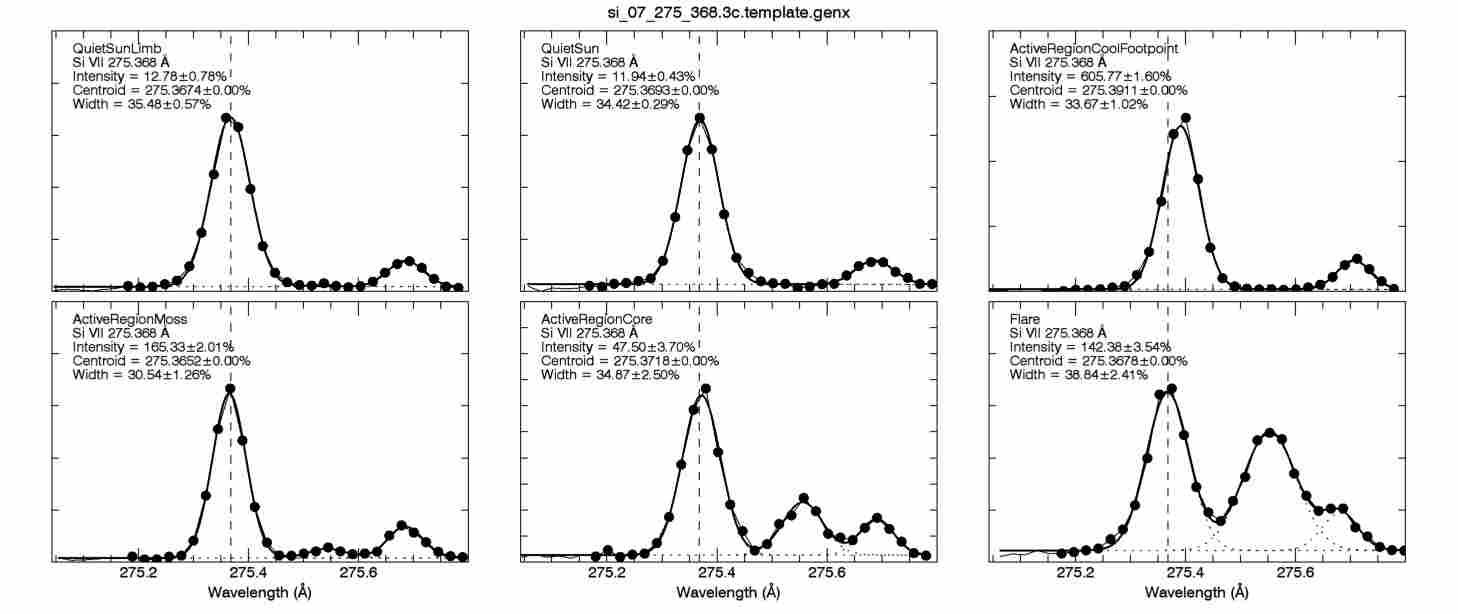 si_07_275_368.3c.template.genx
QuietSunLimb
Si VII 275.368 Å
Intensity = 12.78±0.78%
Centroid = 275.3674±0.00%
Width = 35.48±0.57%
QuietSun
Si VII 275.368 Å
Intensity = 11.94±0.43%
Centroid = 275.3693±0.00%
Width = 34.42±0.29%
ActiveRegionCoolFootpoint
Si VII 275.368 Å
Intensity = 605.77±1.60%
Centroid = 275.3911±0.00%
Width = 33.67±1.02%
ActiveRegionMoss
Si VII 275.368 Å
Intensity = 165.33±2.01%
Centroid = 275.3652±0.00%
Width = 30.54±1.26%
275.2 275.4 275.6
Wavelength (Å)
ActiveRegionCore
Si VII 275.368 Å
Intensity = 47.50±3.70%
Centroid = 275.3718±0.00%
Width = 34.87±2.50%
275.2 275.4 275.6
Wavelength (Å)
Flare
Si VII 275.368 Å
Intensity = 142.38±3.54%
Centroid = 275.3678±0.00%
Width = 38.84±2.41%
275.2 275.4 275.6
Wavelength (Å)